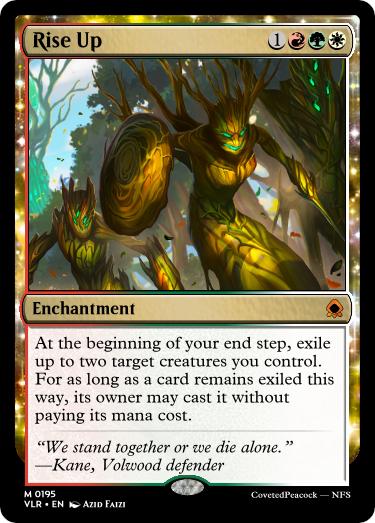 Rise Up 1
Enchantment
At the beginning of your end step, exile
up to two target creatures you control.
For as long as a card remains exiled this
way, its owner may cast it without
paying its mana cost.
“We stand together or we die alone.”
—Kane, Volwood defender
M 0195
VLR • EN Azid Faizi
CovetedPeacock — NFS